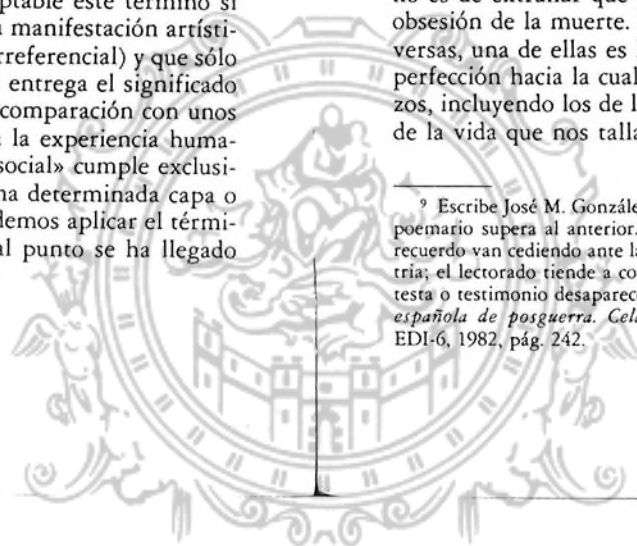 ptable este término si
manifestación artísti-
rreferencial) y que sólo
entrega el significado
comparación con unos
la experiencia huma-
social» cumple exclusi-
na determinada capa o
demos aplicar el térmi-
al punto se ha llegado
no es de extrañar que
obsesión de la muerte.
versas, una de ellas es
perfección hacia la cual
zos, incluyendo los de l
de la vida que nos talla
9 Escribe José M. Gonzále
poemario supera al anterior.
recuerdo van cediendo ante la
tria; el lectorado tiende a co
testa o testimonio desaparec
española de posguerra. Cela
EDI-6, 1982, pág. 242.